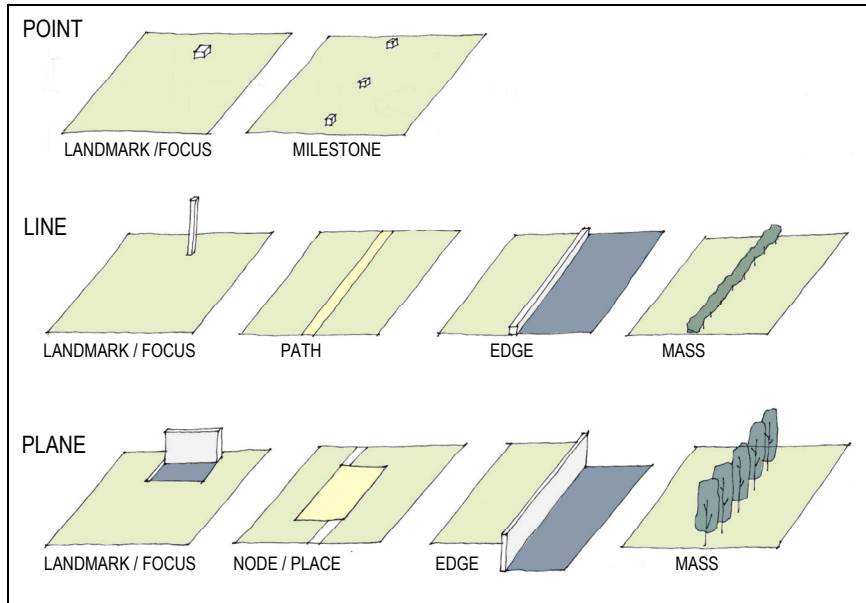 POINT
LANDMARK /FOCUS
MILESTONE
LINE
LANDMARK / FOCUS
PATH
EDGE
MASS
PLANE
LANDMARK / FOCUS
NODE / PLACE
EDGE
MASS